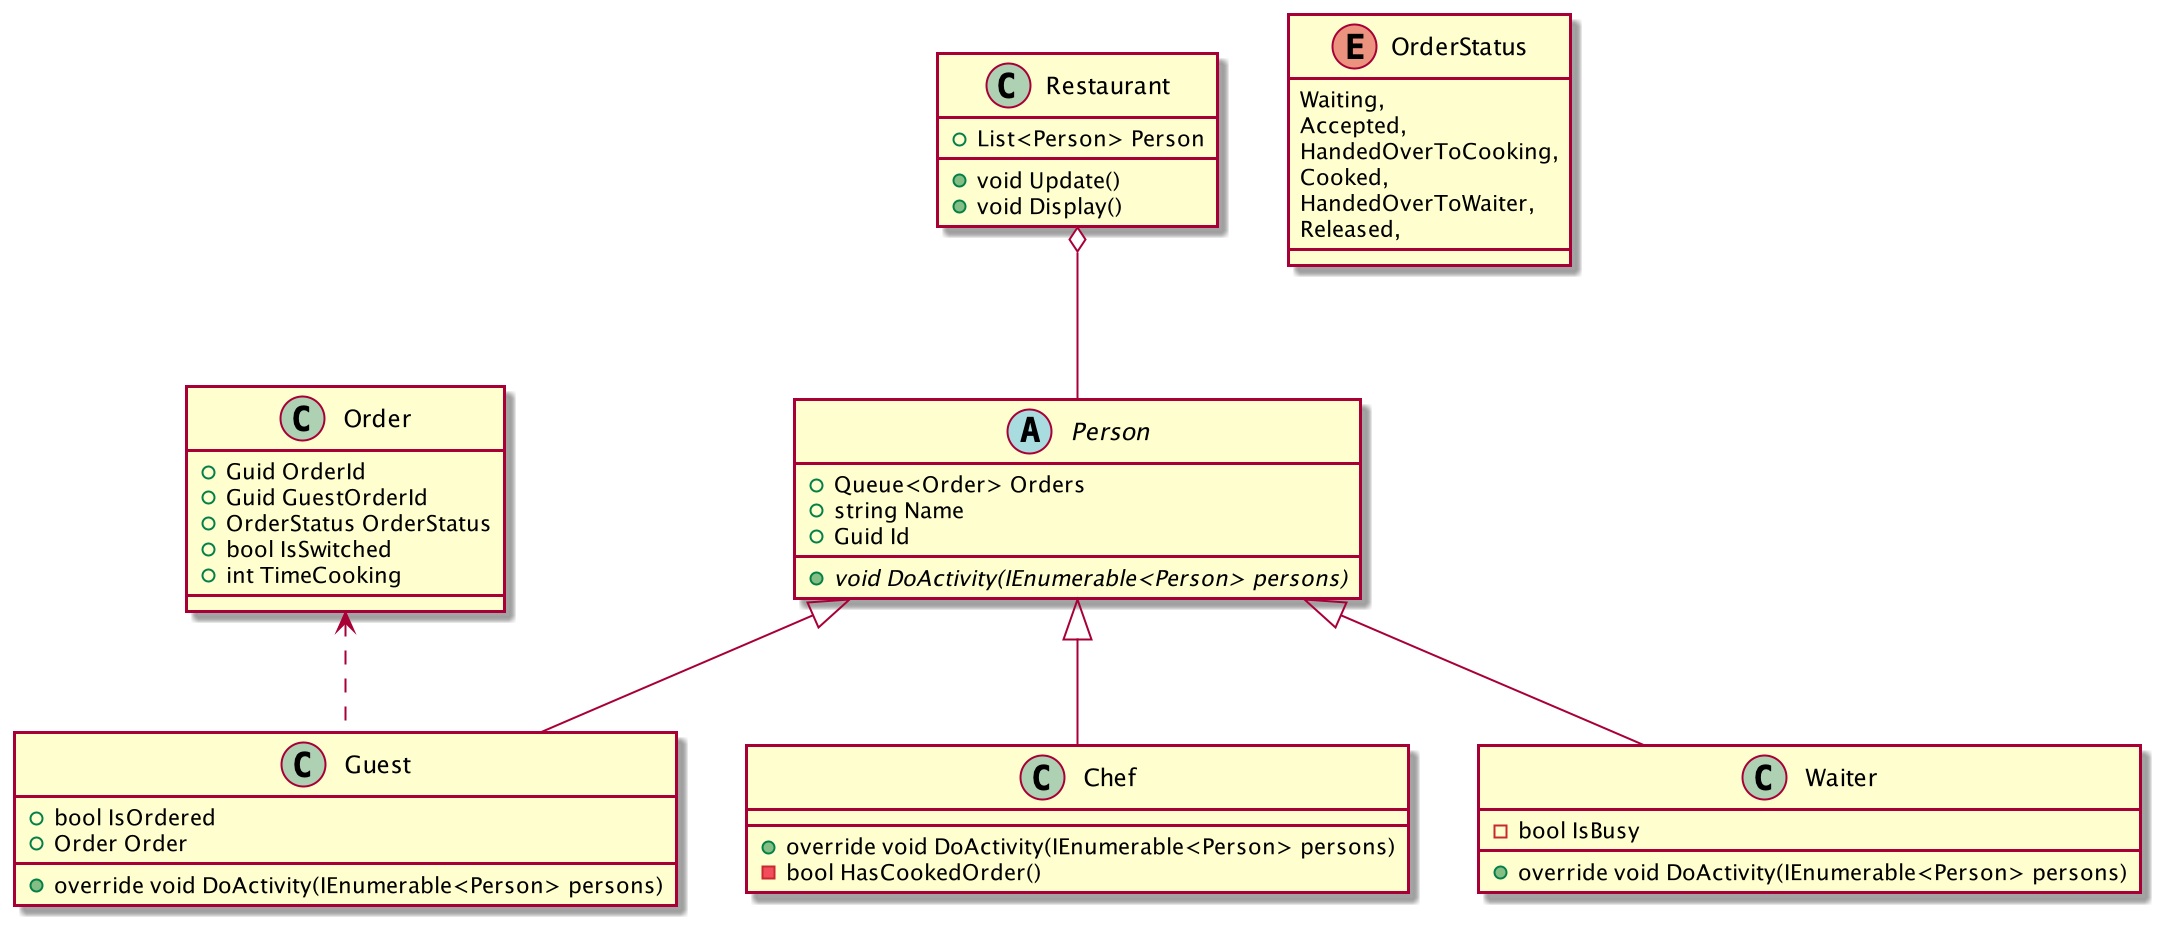 C Restaurant
List<Person> Person
void Update()
void Display()
E OrderStatus
Waiting,
Accepted,
HandedOverToCooking,
Cooked,
HandedOverToWaiter,
Released,
C Order
Guid OrderId
Guid GuestOrderId
OrderStatus OrderStatus
bool IsSwitched
int TimeCooking
A Person
Queue<Order> Orders
string Name
Guid Id
void DoActivity(IEnumerable<Person> persons)
C Guest
bool IsOrdered
Order Order
override void DoActivity(IEnumerable<Person> persons)
C Chef
override void DoActivity(IEnumerable<Person> persons)
bool HasCookedOrder()
C Waiter
bool IsBusy
override void DoActivity(IEnumerable<Person> persons)